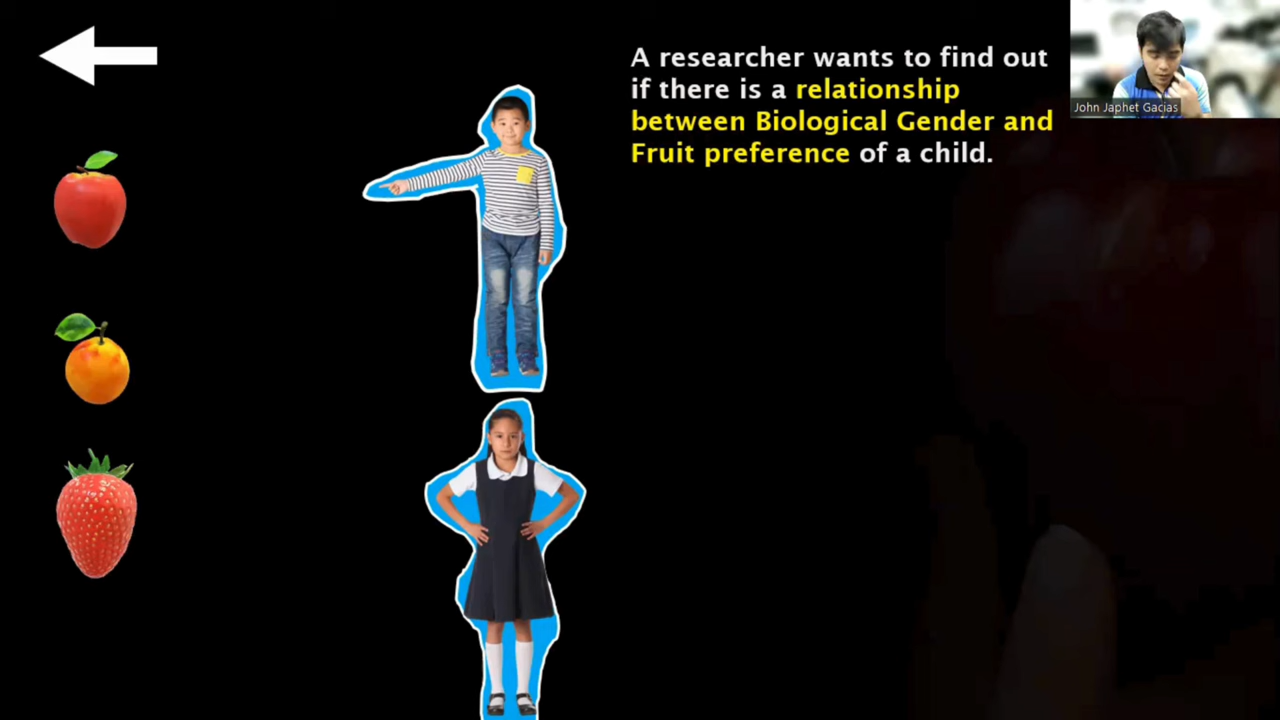 A researcher wants to find out
if there is a relationship
between Biological Gender and
Fruit preference of a child.
John Japhet Gacias